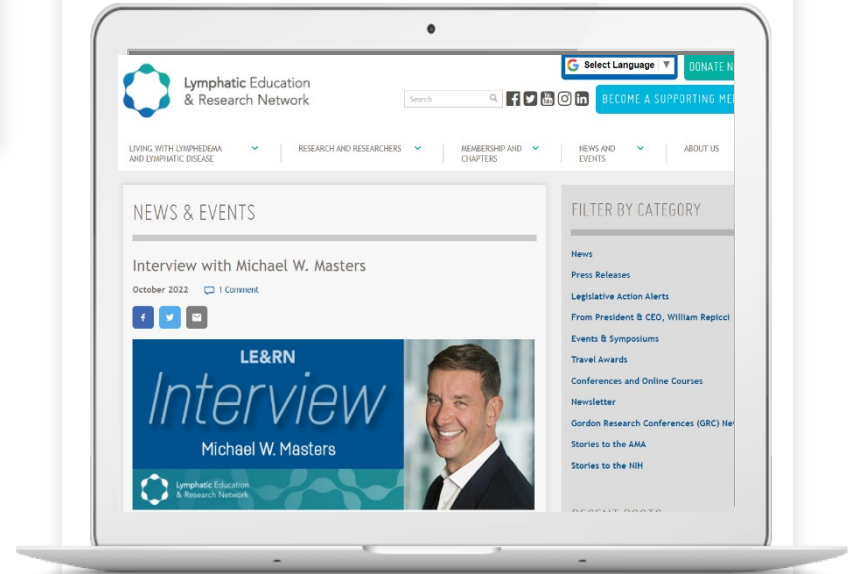 Select Language ▼
DONATE N
Lymphatic Education
& Research Network
Search
BECOME A SUPPORTING ME
LIVING WITH LYMPHEDEMA
AND LYMPHATIC DISEASE
RESEARCH AND RESEARCHERS
MEMBERSHIP AND
CHAPTERS
NEWS AND
EVENTS
ABOUT US
NEWS & EVENTS
Interview with Michael W. Masters
October 2022 1 Comment
LE&RN
Interview
Michael W. Masters
Lymphatic Education
& Research Network
FILTER BY CATEGORY
News
Press Releases
Legislative Action Alerts
From President & CEO, William Repicci
Events & Symposiums
Travel Awards
Conferences and Online Courses
Newsletter
Gordon Research Conferences (GRC) Ne
Stories to the AMA
Stories to the NIH